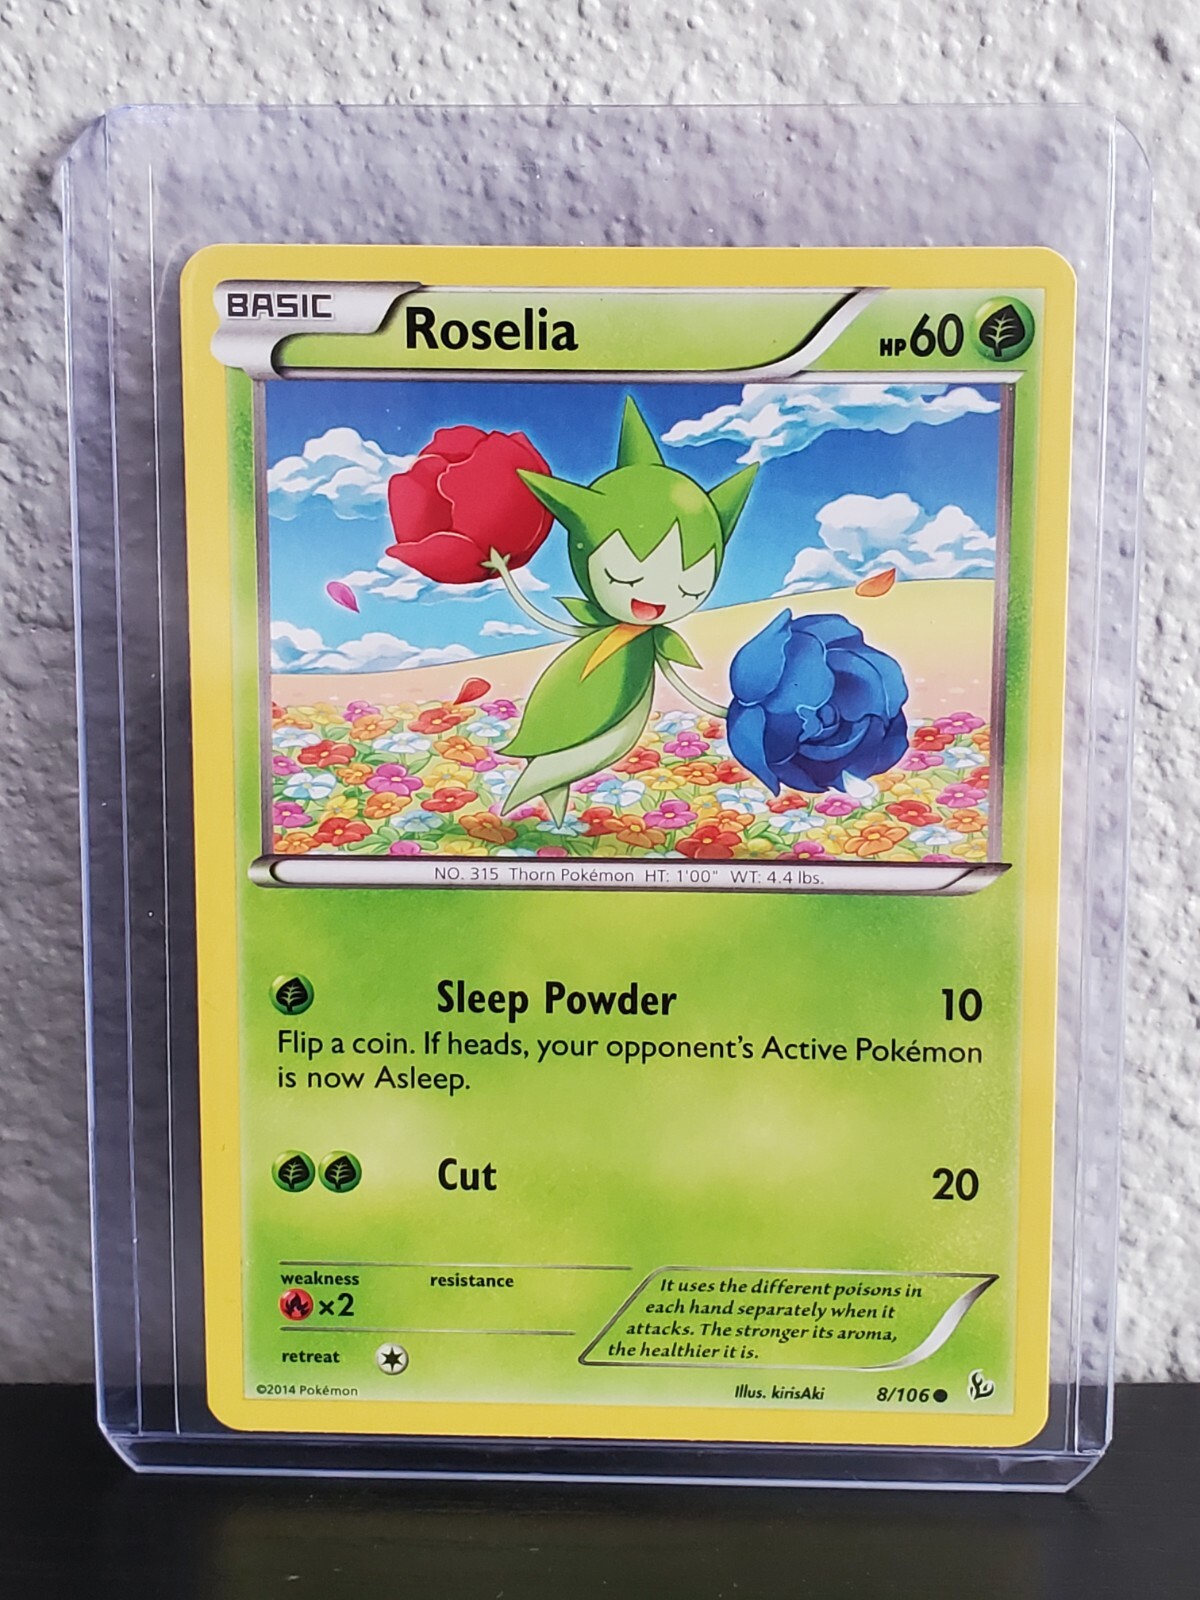 BASIC
Roselia
HP60
NO. 315 Thorn Pokémon HT: 1'00" WT: 4.4 lbs.
Sleep Powder 10
Flip a coin. If heads, your opponent's Active Pokémon
is now Asleep.
Cut 20
weakness resistance
×2
retreat
It uses the different poisons in
each hand separately when it
attacks. The stronger its aroma,
the healthier it is.
©2014 Pokémon
Illus. kirisAki
8/106